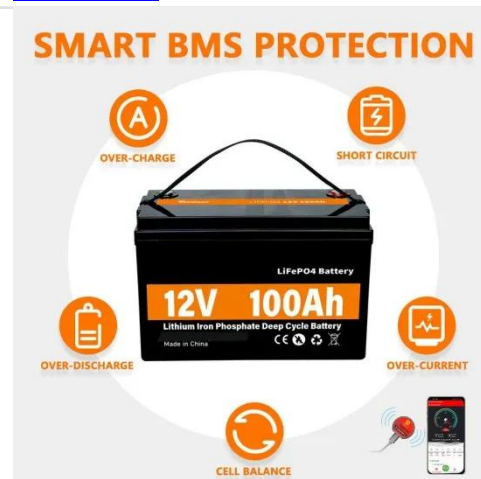 SMART BMS PROTECTION
OVER-CHARGE
SHORT CIRCUIT
LiFePO4 Battery
12V 100Ah
Lithium Iron Phosphate Deep Cycle Battery
Made in China
CE
OVER-DISCHARGE
OVER-CURRENT
CELL BALANCE